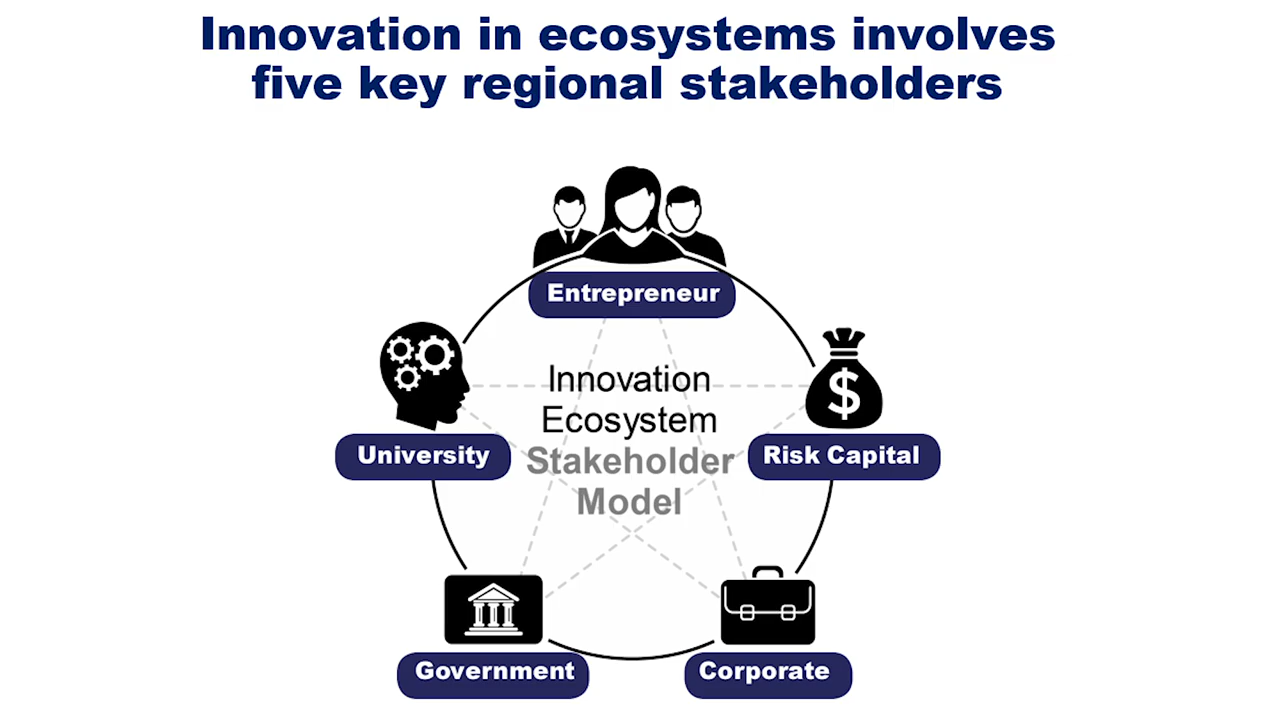 Innovation in ecosystems involves
five key regional stakeholders
Entrepreneur
$
Innovation
Ecosystem
Stakeholder
Model
University
Risk Capital
Government
Corporate